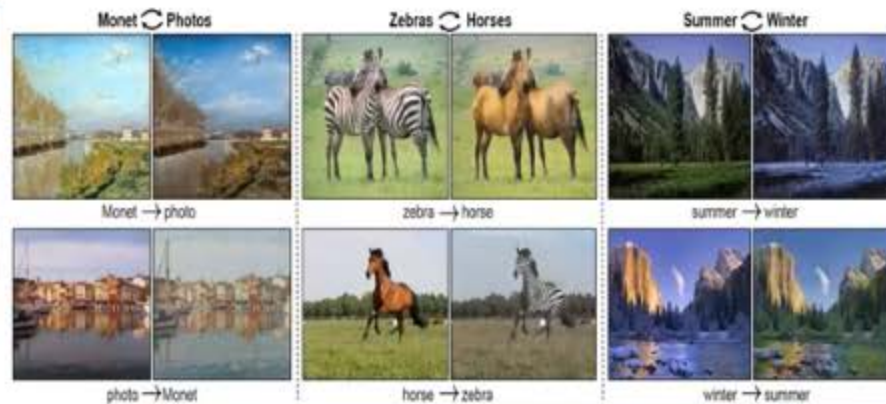 Monet Photos
Zebras Horses
Summer Winter
Monet → photo
zebra → horse
summer → winter
photo → Monet
horse → zebra
winter → summer